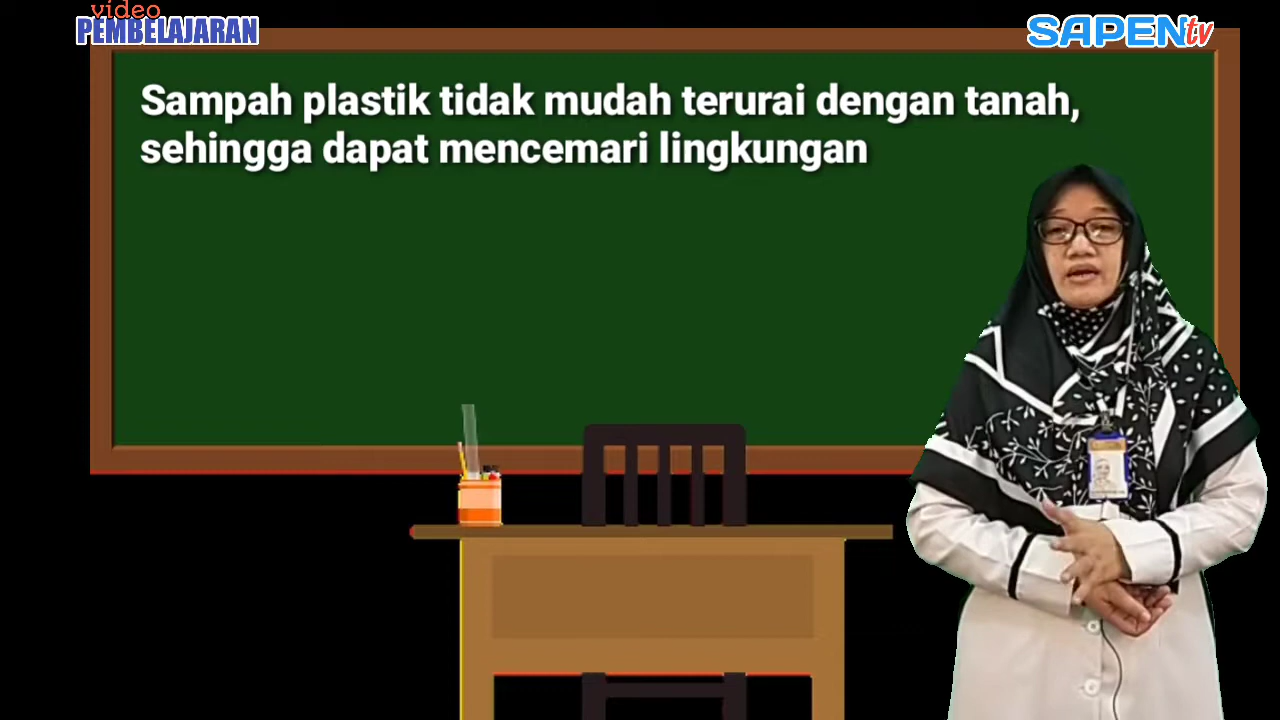 video
PEMBELAJARAN
SAPENtv
Sampah plastik tidak mudah terurai dengan tanah,
sehingga dapat mencemari lingkungan